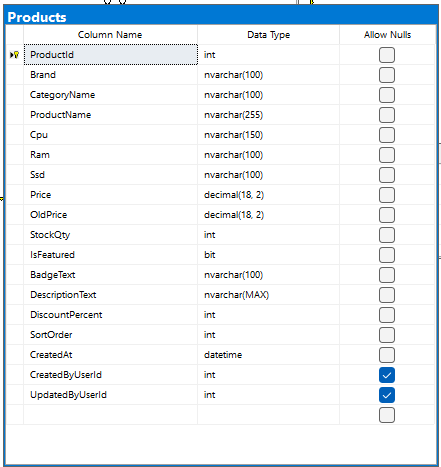 Products
Column Name Data Type Allow Nulls
ProductId int
Brand nvarchar(100)
CategoryName nvarchar(100)
ProductName nvarchar(255)
Cpu nvarchar(150)
Ram nvarchar(100)
Ssd nvarchar(100)
Price decimal(18, 2)
OldPrice decimal(18, 2)
StockQty int
IsFeatured bit
BadgeText nvarchar(100)
DescriptionText nvarchar(MAX)
DiscountPercent int
SortOrder int
CreatedAt datetime
CreatedByUserId int
UpdatedByUserId int